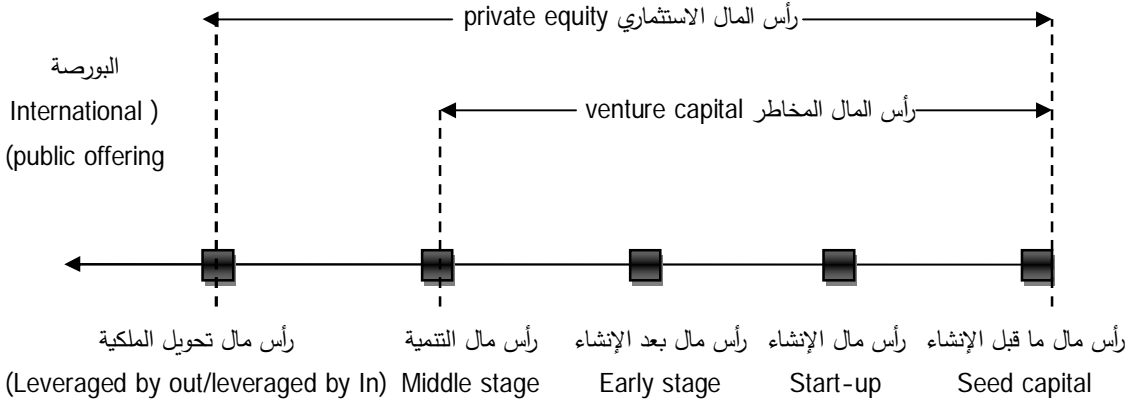 رأس المال الاستثماري private equity
البورصة
International )
(public offering
رأس المال المخاطر venture capital
رأس مال ما قبل الإنشاء
رأس مال الإنشاء
رأس مال بعد الإنشاء
رأس مال التنمية
رأس مال تحويل الملكية
Seed capital
Start-up
Early stage
Middle stage
(Leveraged by out/leveraged by In)